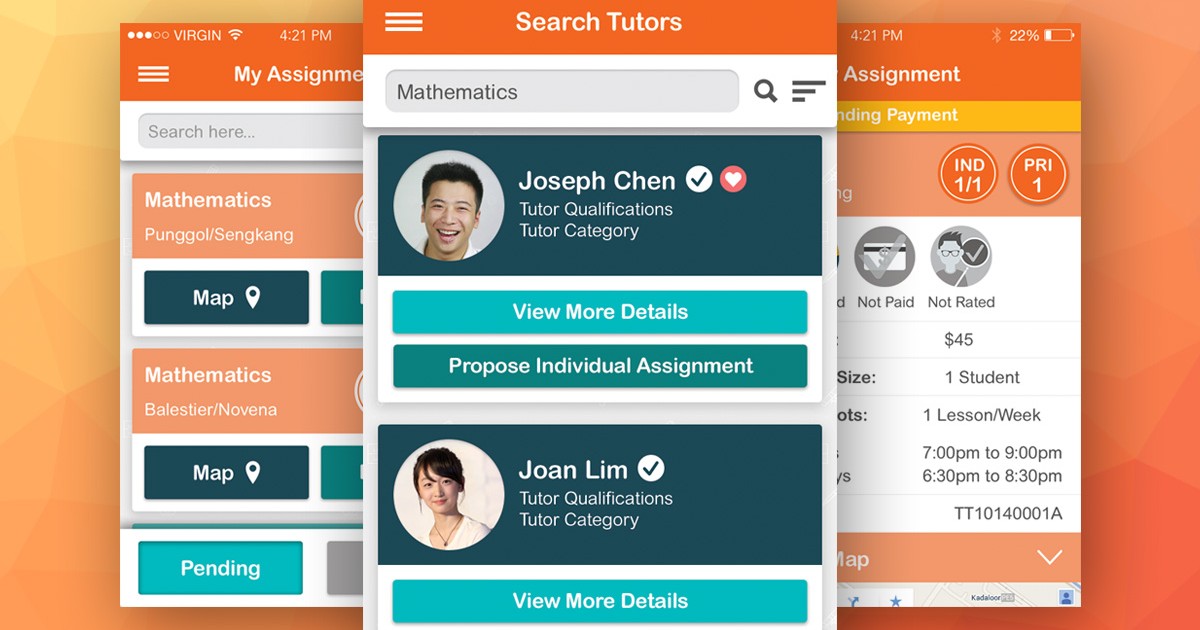 VIRGIN
4:21 PM
My Assignme
Search here...
Mathematics
Punggol/Sengkang
Map
Mathematics
Balestier/Novena
Map
Pending
Search Tutors
Mathematics
Joseph Chen
Tutor Qualifications
Tutor Category
View More Details
Propose Individual Assignment
Joan Lim
Tutor Qualifications
Tutor Category
View More Details
4:21 PM
22%
Assignment
nding Payment
IND
1/1
PRI
1
ng
d
Not Paid
Not Rated
:
$45
Size:
1 Student
ots:
1 Lesson/Week
s
7:00pm to 9:00pm
ys
6:30pm to 8:30pm
TT10140001A
Map
Kadaloor